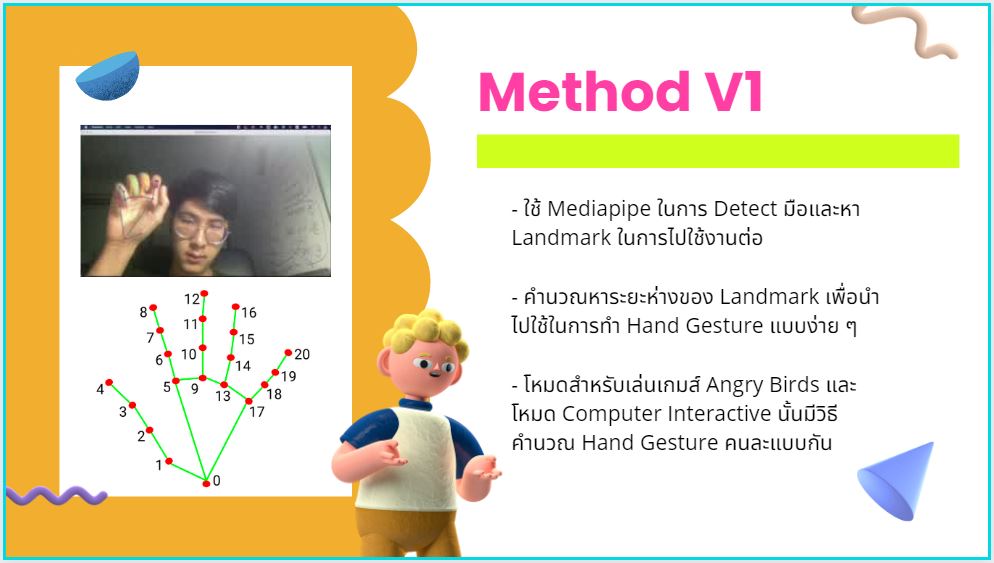 Method V1
- ใช้ Mediapipe ในการ Detect มือและหา
Landmark ในการไปใช้งานต่อ
- คำนวณหาระยะห่างของ Landmark เพื่อนำ
ไปใช้ในการทำ Hand Gesture แบบง่าย ๆ
- โหมดสำหรับเล่นเกมส์ Angry Birds และ
โหมด Computer Interactive นั้นมีวิธี
คำนวณ Hand Gesture คนละแบบกัน
12
8
16
11
7
15
20
10
6
14
19
4
5
9
13
18
3
17
2
1
0